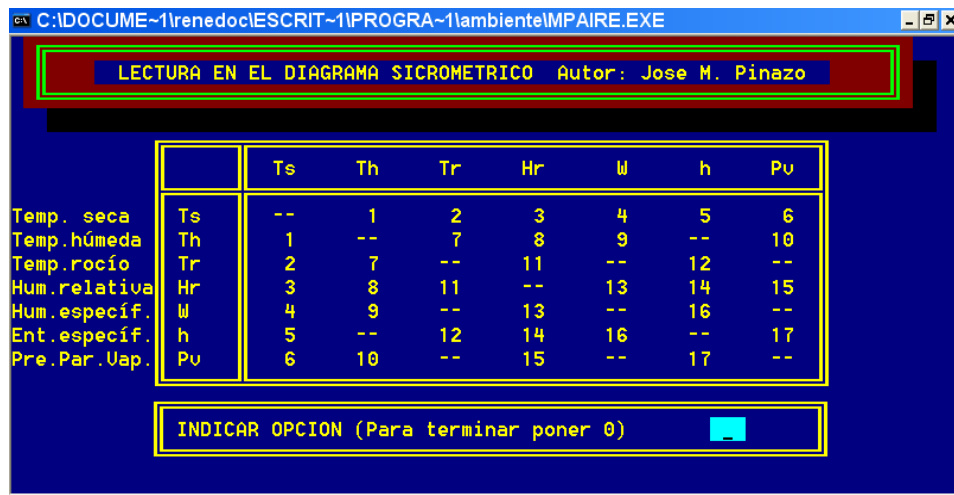 C:\DOCUME~1\renedoc\ESCRIT~1\PROGRA~1\ambiente\MPAIRE.EXE
LECTURA EN EL DIAGRAMA SICROMETRICO Autor: Jose M. Pinazo
Ts Th Tr Hr W h Pv
Temp. seca Ts -- 1 2 3 4 5 6
Temp.húmeda Th 1 -- 7 8 9 -- 10
Temp.rocío Tr 2 7 -- 11 -- 12 --
Hum.relativa Hr 3 8 11 -- 13 14 15
Hum.específ. W 4 9 -- 13 -- 16 --
Ent.específ. h 5 -- 12 14 16 -- 17
Pre.Par.Vap. Pv 6 10 -- 15 -- 17 --
INDICAR OPCION (Para terminar poner 0) _